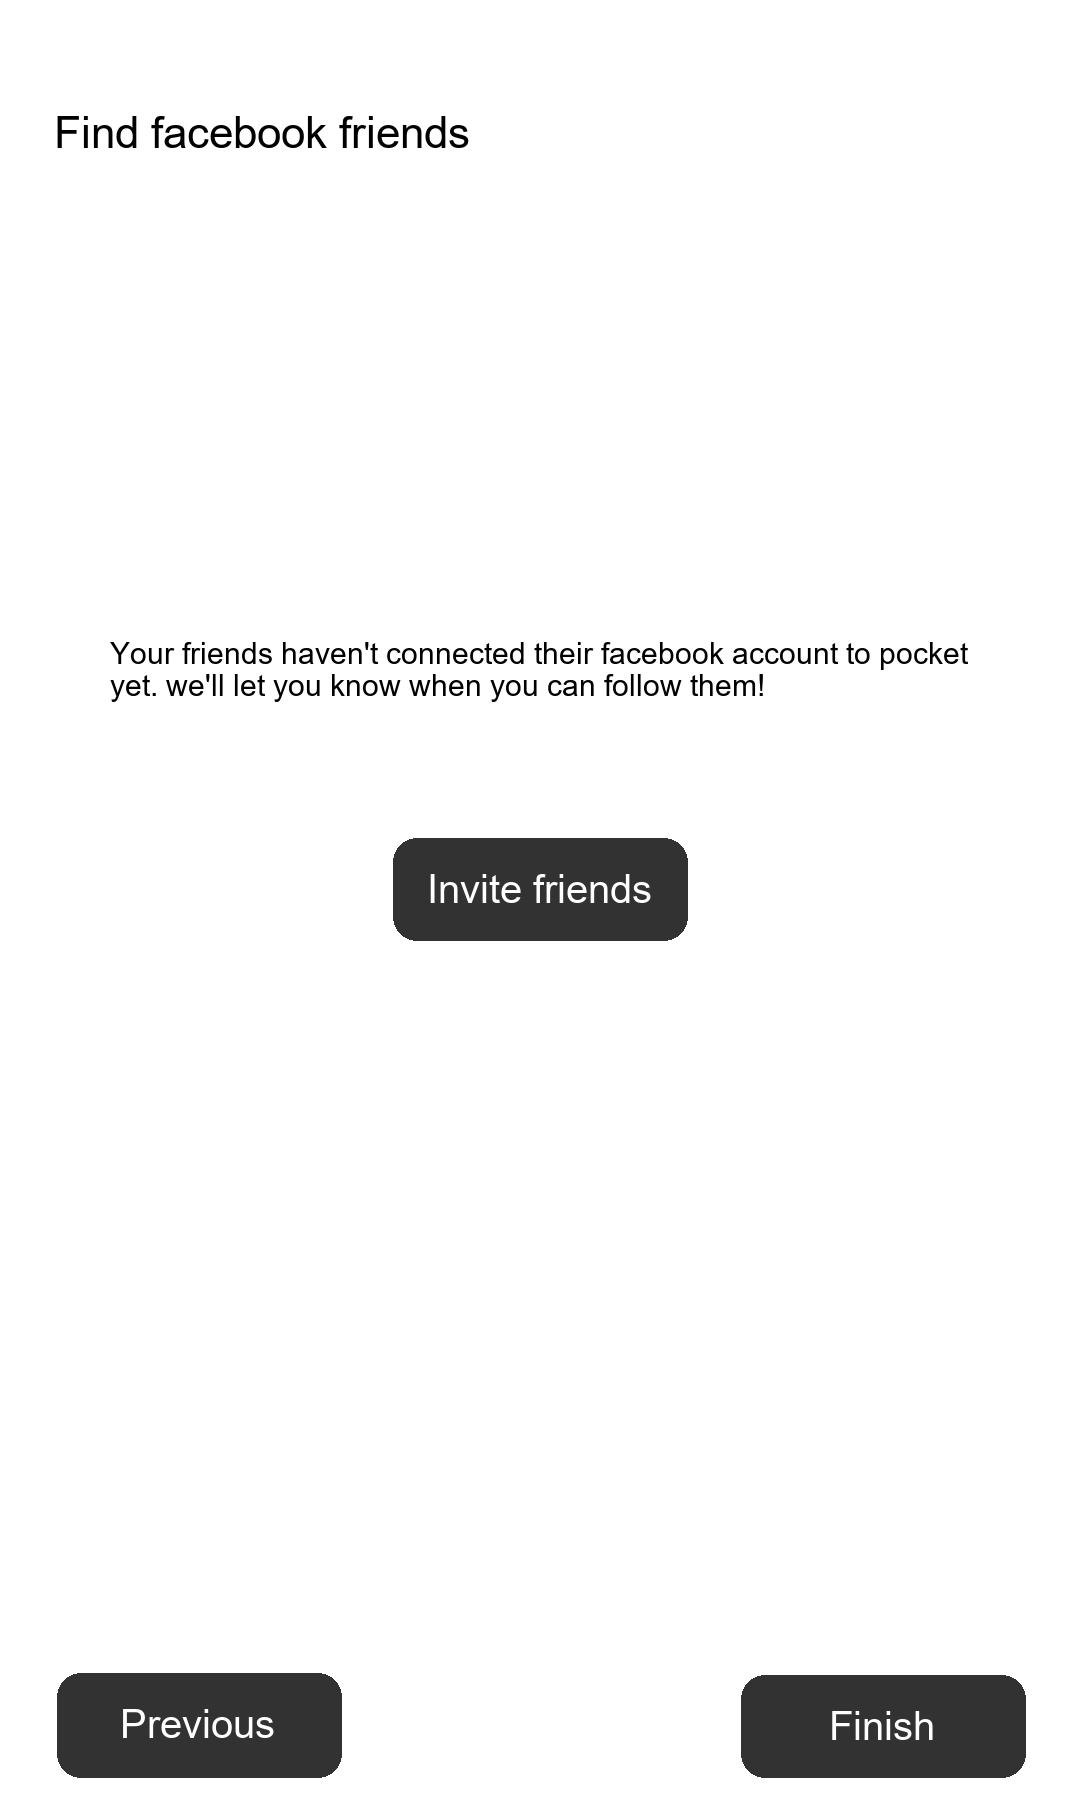 Find facebook friends
Your friends haven't connected their facebook account to pocket
yet. we'll let you know when you can follow them!
Invite friends
Previous
Finish